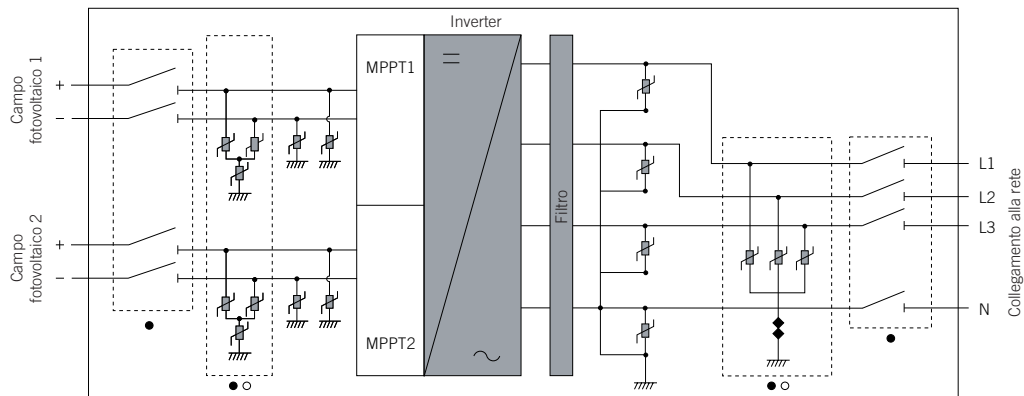 Inverter
Campo
fotovoltaico 1
+
−
MPPT1
Filtro
L1
L2
L3
N
Collegamento alla rete
Campo
fotovoltaico 2
+
−
MPPT2